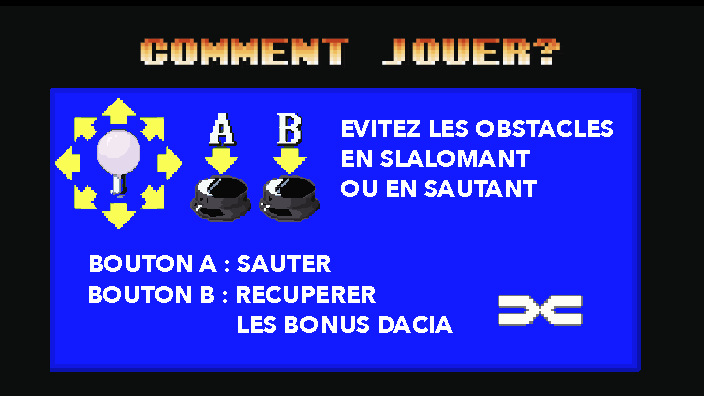 COMMENT JOUER?
A B
EVITEZ LES OBSTACLES
EN SLALOMANT
OU EN SAUTANT
BOUTON A : SAUTER
BOUTON B : RECUPERER
LES BONUS DACIA